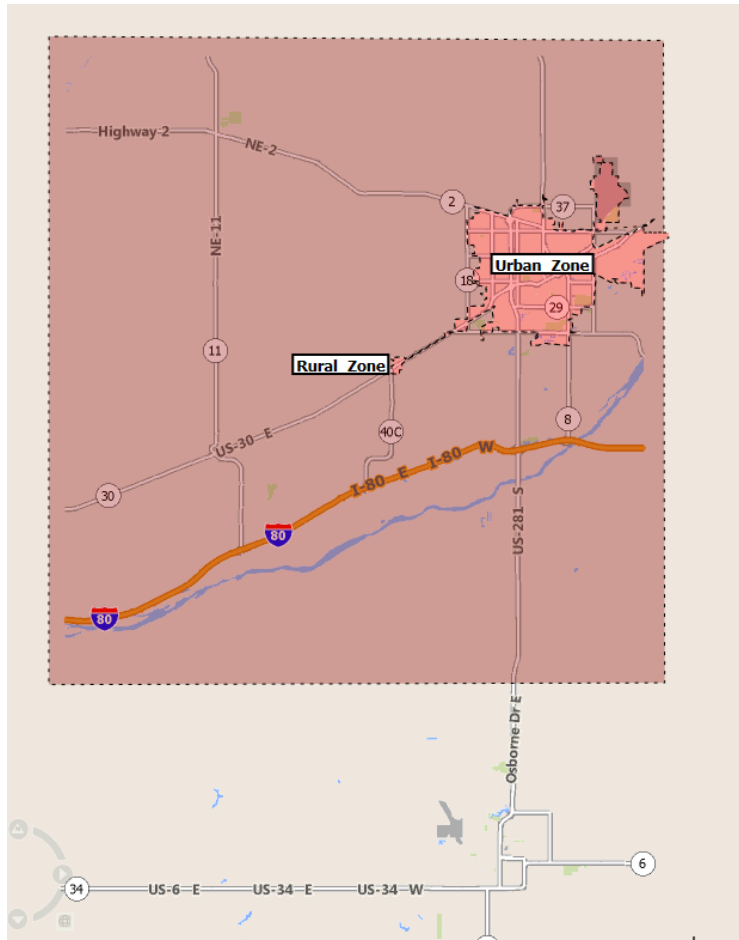 Highway-2
NE-2
NE-11
2
37
Urban_Zone
18
29
11
Rural_Zone
8
40C
US-30 E
I-80 E
I-80 W
30
80
US-281 S
80
Osborne Dr E
6
34
US-6 E
US-34 E
US-34 W